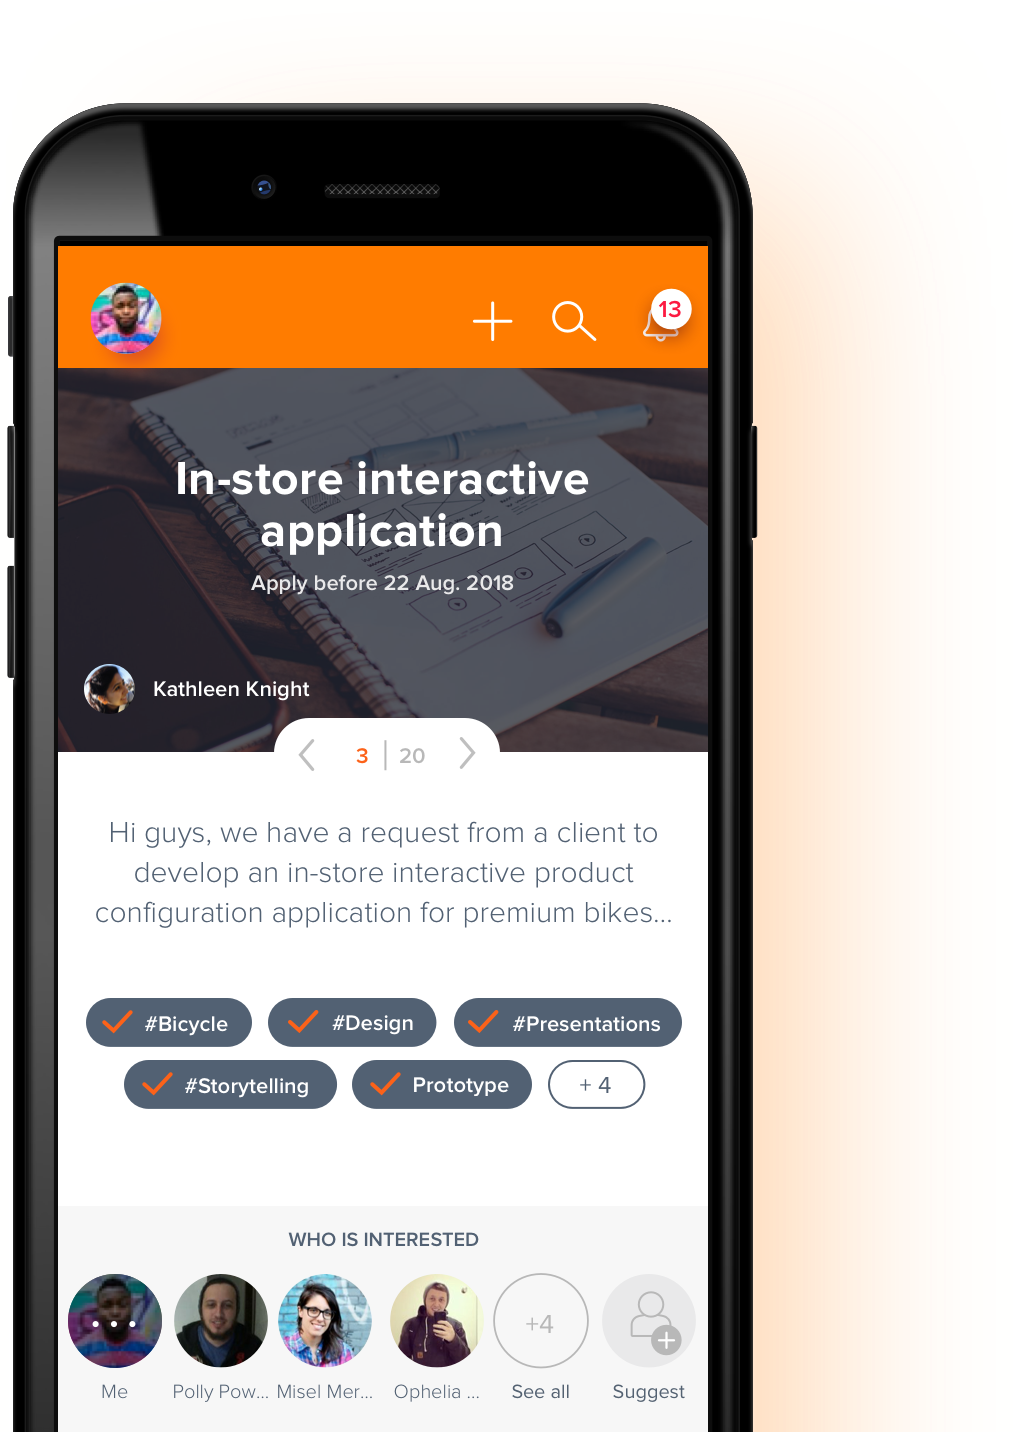 13
In-store interactive
application
Apply before 22 Aug. 2018
Kathleen Knight
3 | 20
Hi guys, we have a request from a client to
develop an in-store interactive product
configuration application for premium bikes...
#Bicycle #Design #Presentations
#Storytelling Prototype + 4
WHO IS INTERESTED
+4
Me Polly Pow... Misel Mer... Ophelia ... See all Suggest